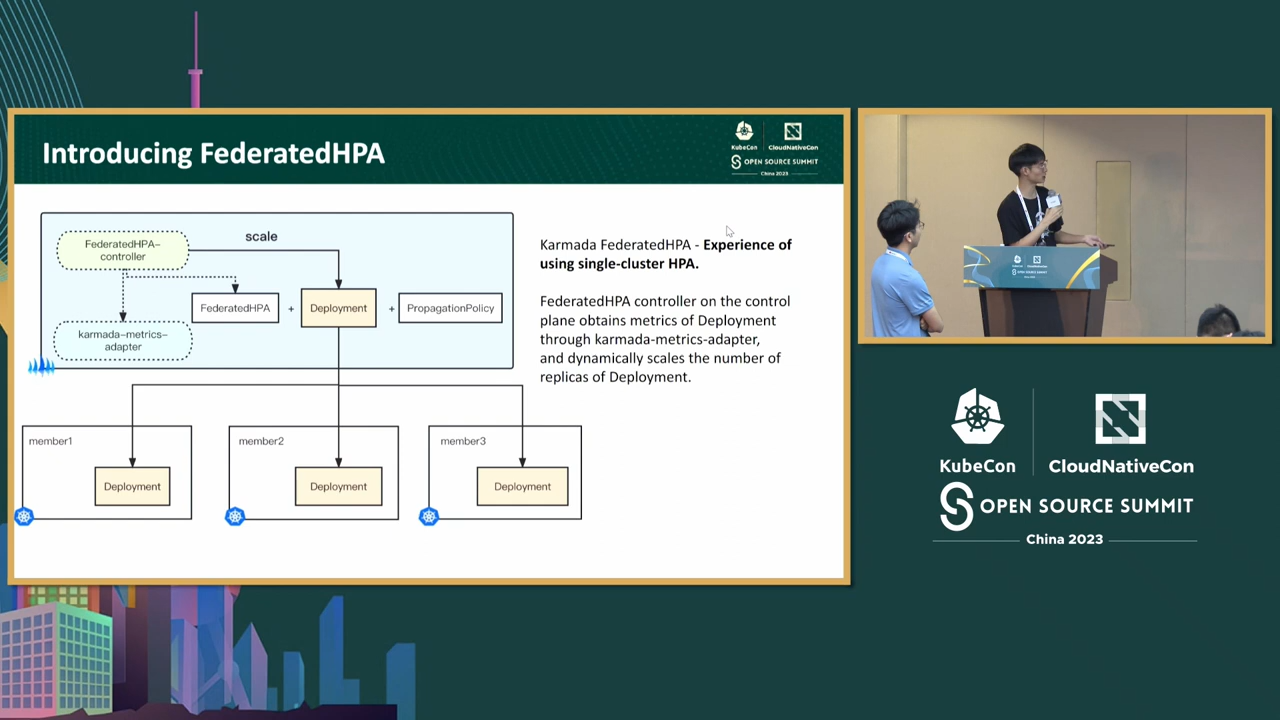 Introducing FederatedHPA
KubeCon
CloudNativeCon
OPEN SOURCE SUMMIT
China 2023
FederatedHPA-
controller
scale
FederatedHPA
+
Deployment
+
PropagationPolicy
karmada-metrics-
adapter
Karmada FederatedHPA - Experience of
using single-cluster HPA.
FederatedHPA controller on the control
plane obtains metrics of Deployment
through karmada-metrics-adapter,
and dynamically scales the number of
replicas of Deployment.
member1
Deployment
member2
Deployment
member3
Deployment
KubeCon
CloudNativeCon
OPEN SOURCE SUMMIT
China 2023